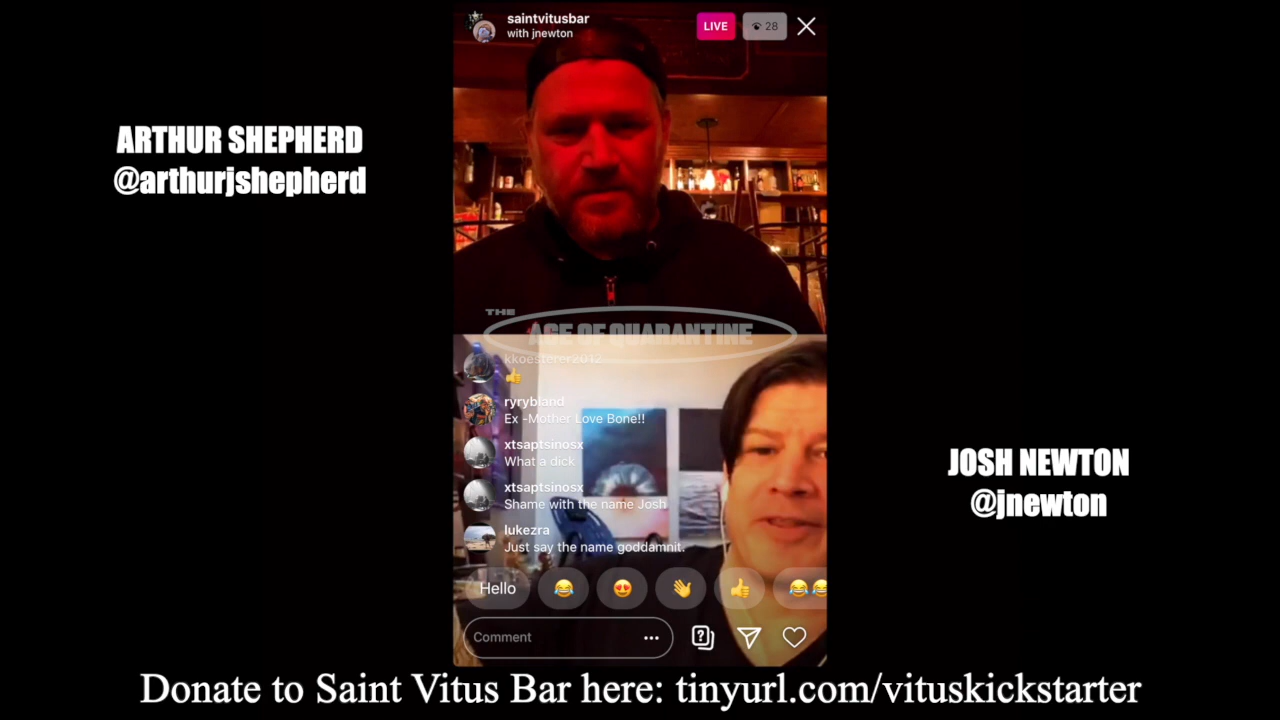 saintvitusbar
with jnewton
LIVE
28
ARTHUR SHEPHERD
@arthurjshepherd
THE
AGE OF QUARANTINE
kkoesterer2012
👍
ryrybland
Ex -Mother Love Bone!!
xtsaptsinosx
What a dick
xtsaptsinosx
Shame with the name Josh
lukezra
Just say the name goddamnit.
JOSH NEWTON
@jnewton
Hello 😂 😍 👋 👍 😂😂
Comment
Donate to Saint Vitus Bar here: tinyurl.com/vituskickstarter